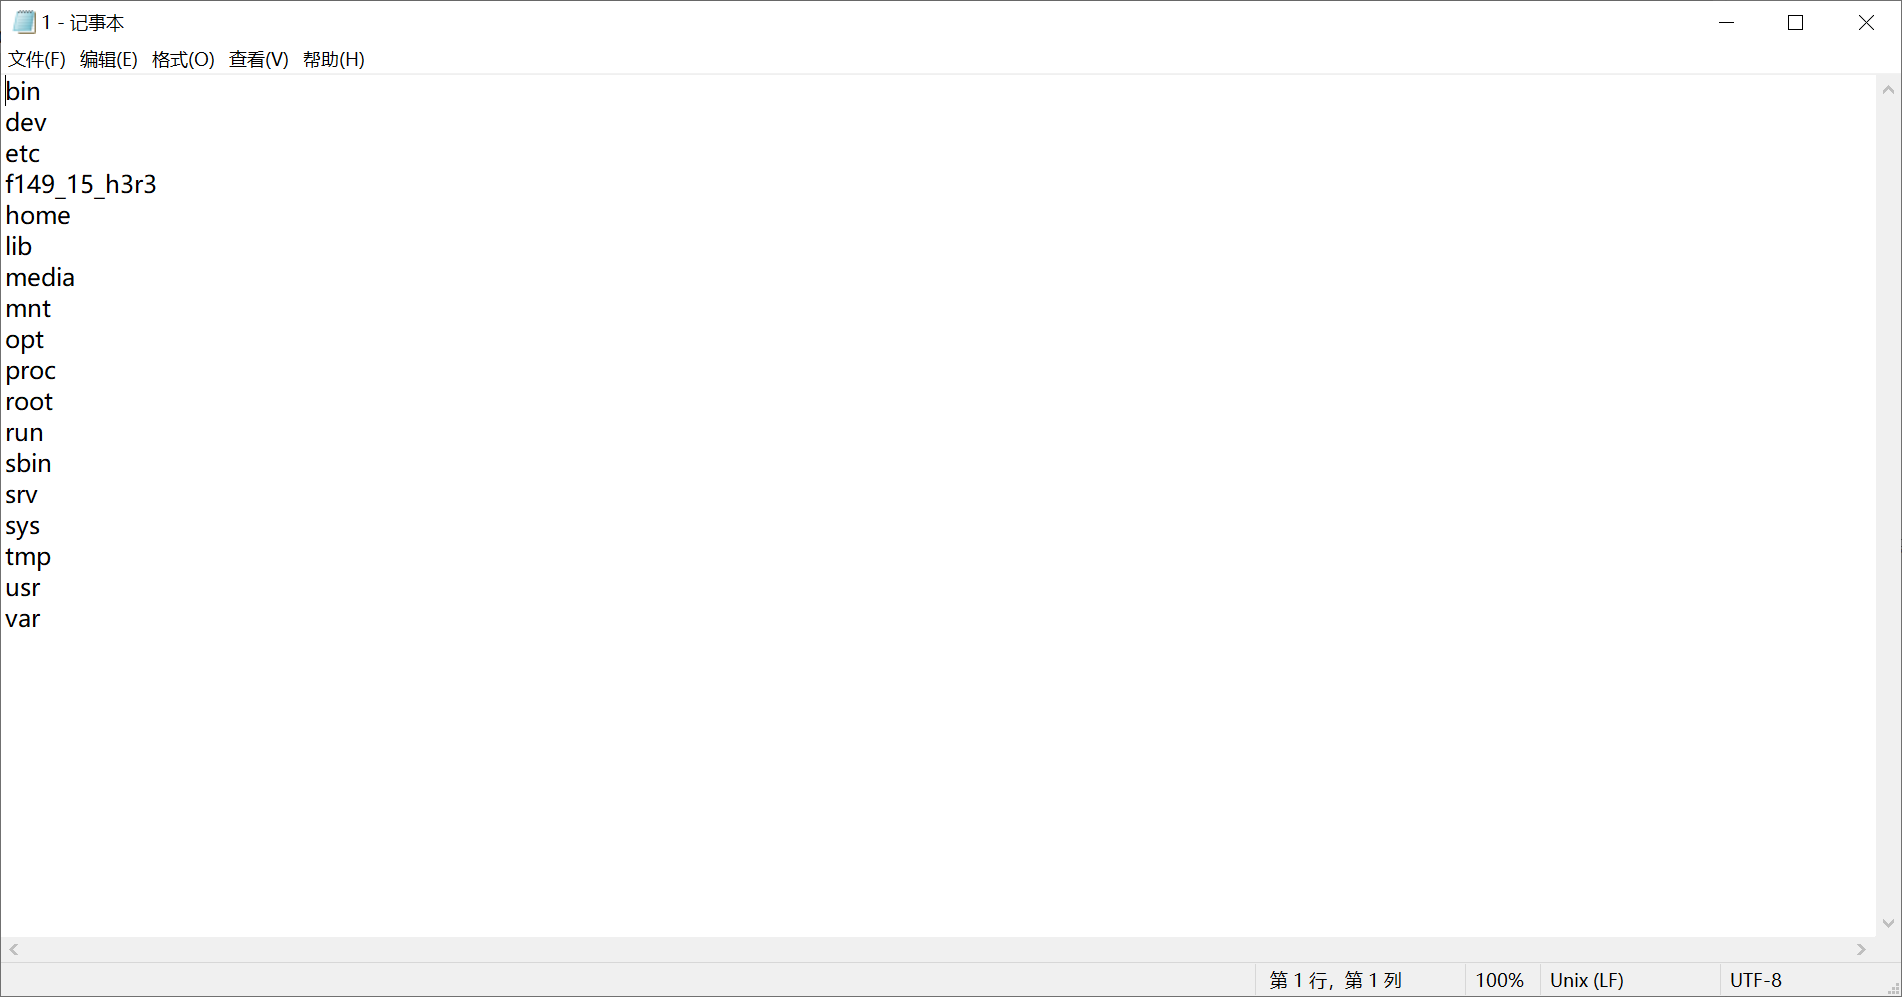 1 - 记事本
文件(F) 编辑(E) 格式(O) 查看(V) 帮助(H)
bin
dev
etc
f149_15_h3r3
home
lib
media
mnt
opt
proc
root
run
sbin
srv
sys
tmp
usr
var
第 1 行，第 1 列 100% Unix (LF) UTF-8